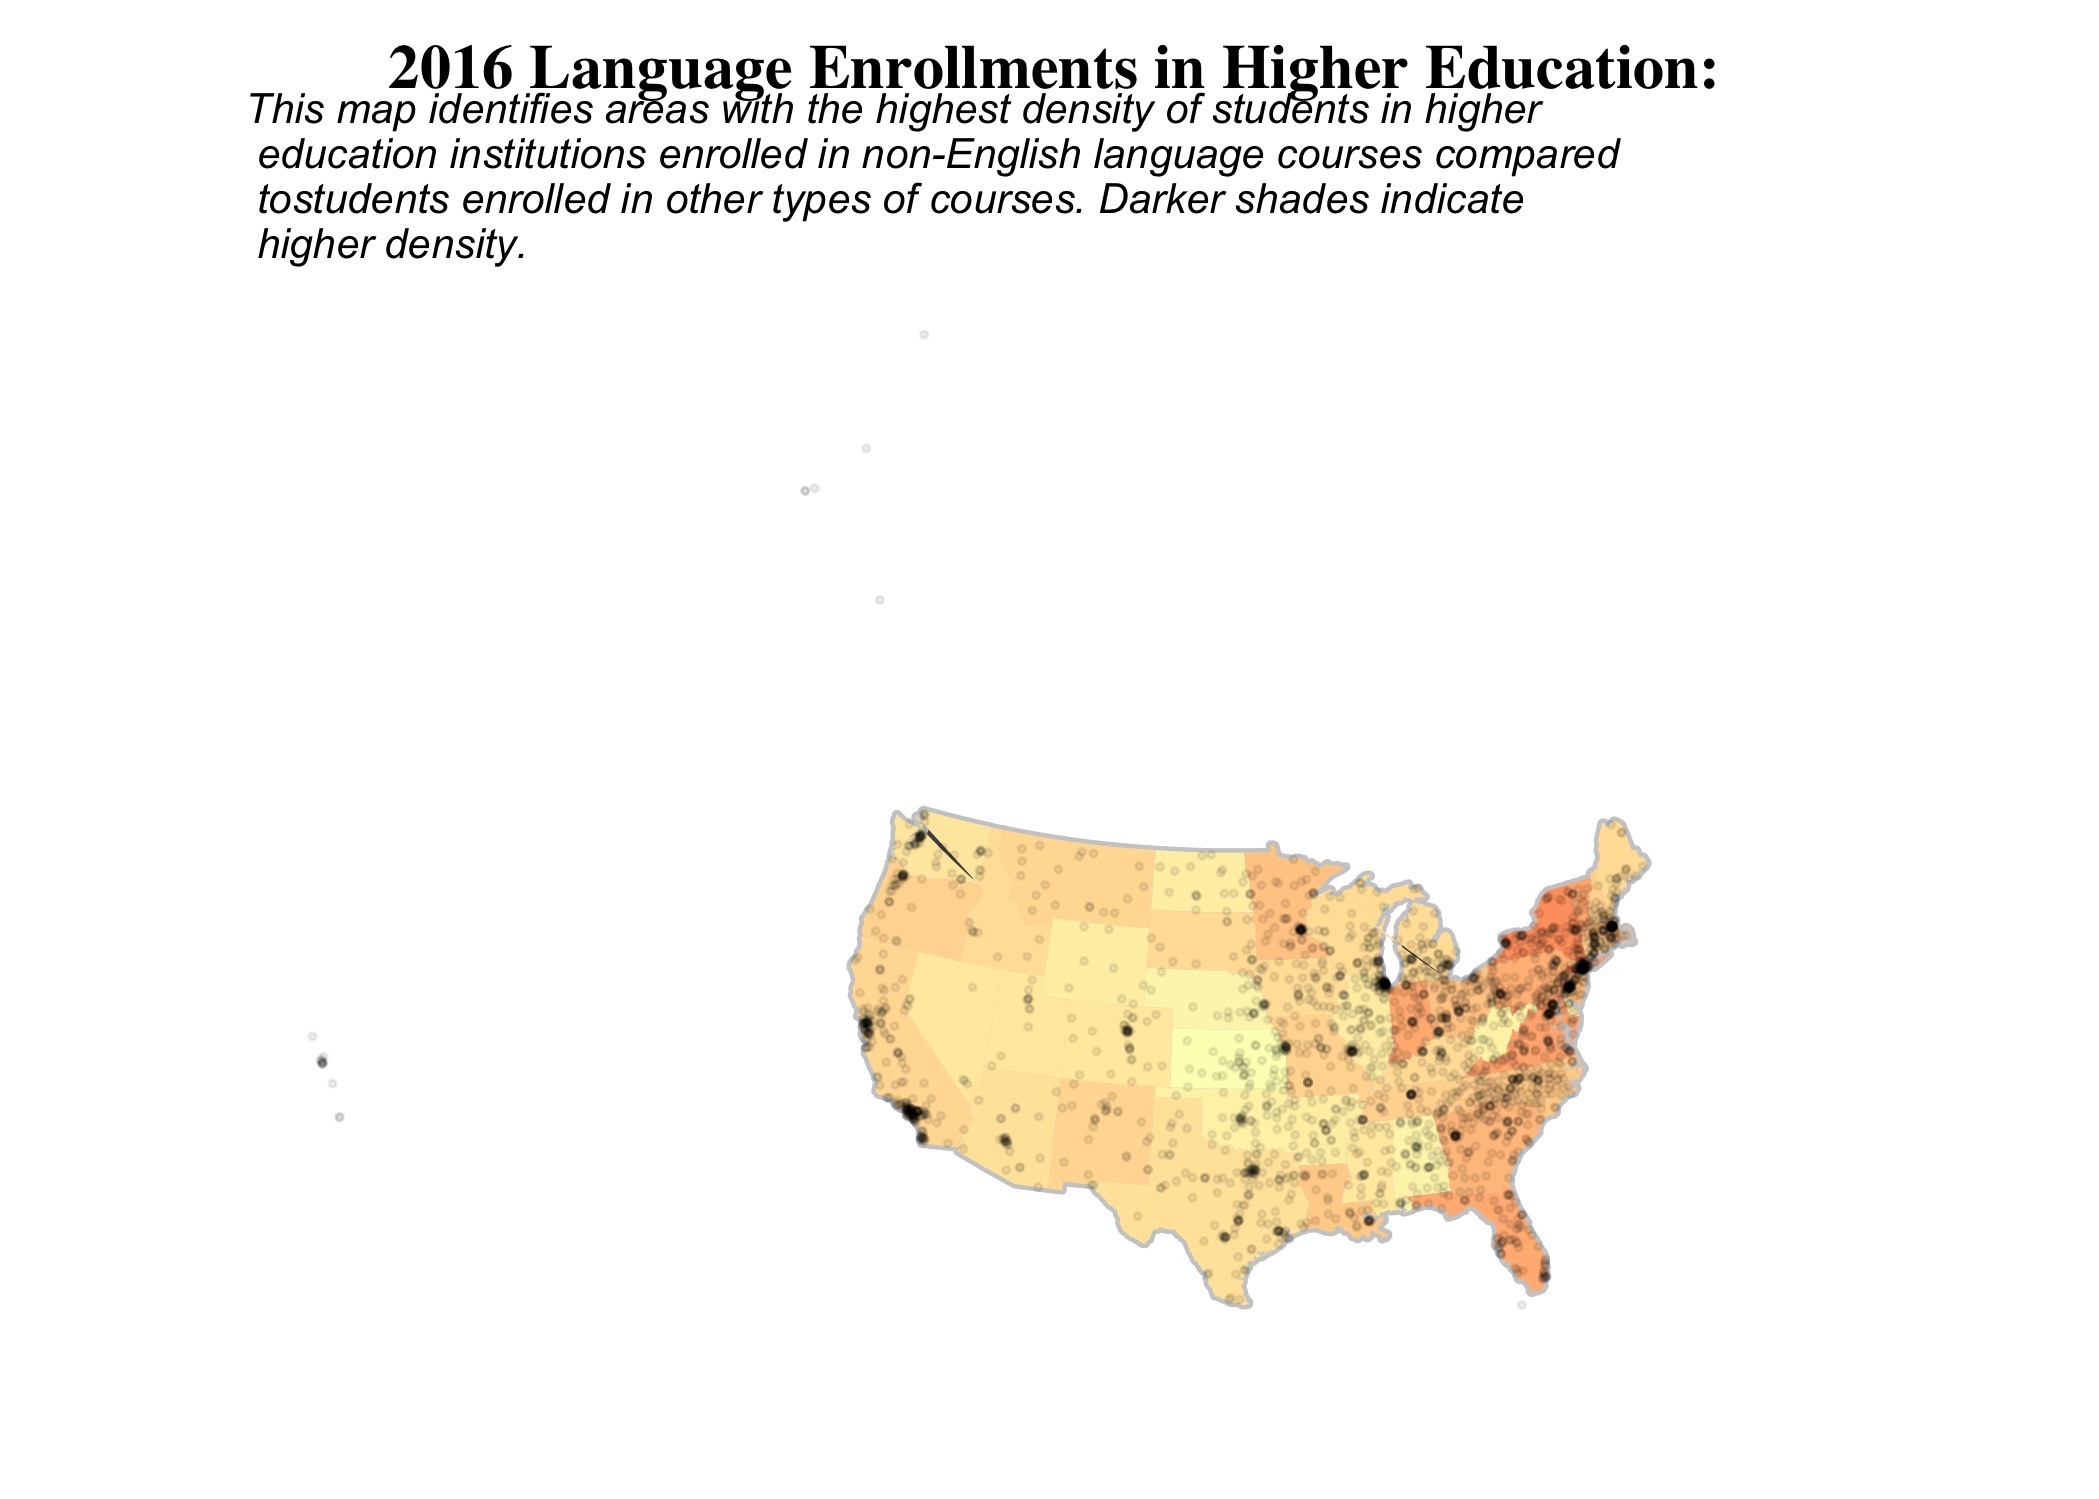 2016 Language Enrollments in Higher Education:
This map identifies areas with the highest density of students in higher
education institutions enrolled in non-English language courses compared
tostudents enrolled in other types of courses. Darker shades indicate
higher density.